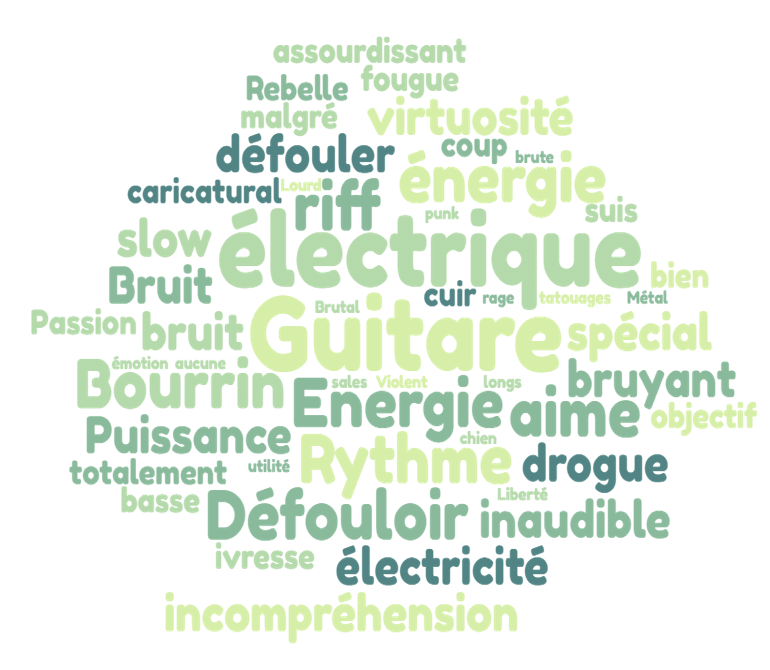 assourdissant
Rebelle fougue
malgré virtuosité
défouler coup brute
caricatural Lourd riff énergie
punk suis
slow électrique
Bruit cuir rage tatouages Métal bien
Passion bruit Brutal Guitare spécial
émotion aucune
Bourrin sales Violent longs bruyant
Energie aime objectif
Puissance chien
totalement utilité Rythme drogue
basse Défouloir Liberté inaudible
ivresse électricité
incompréhension